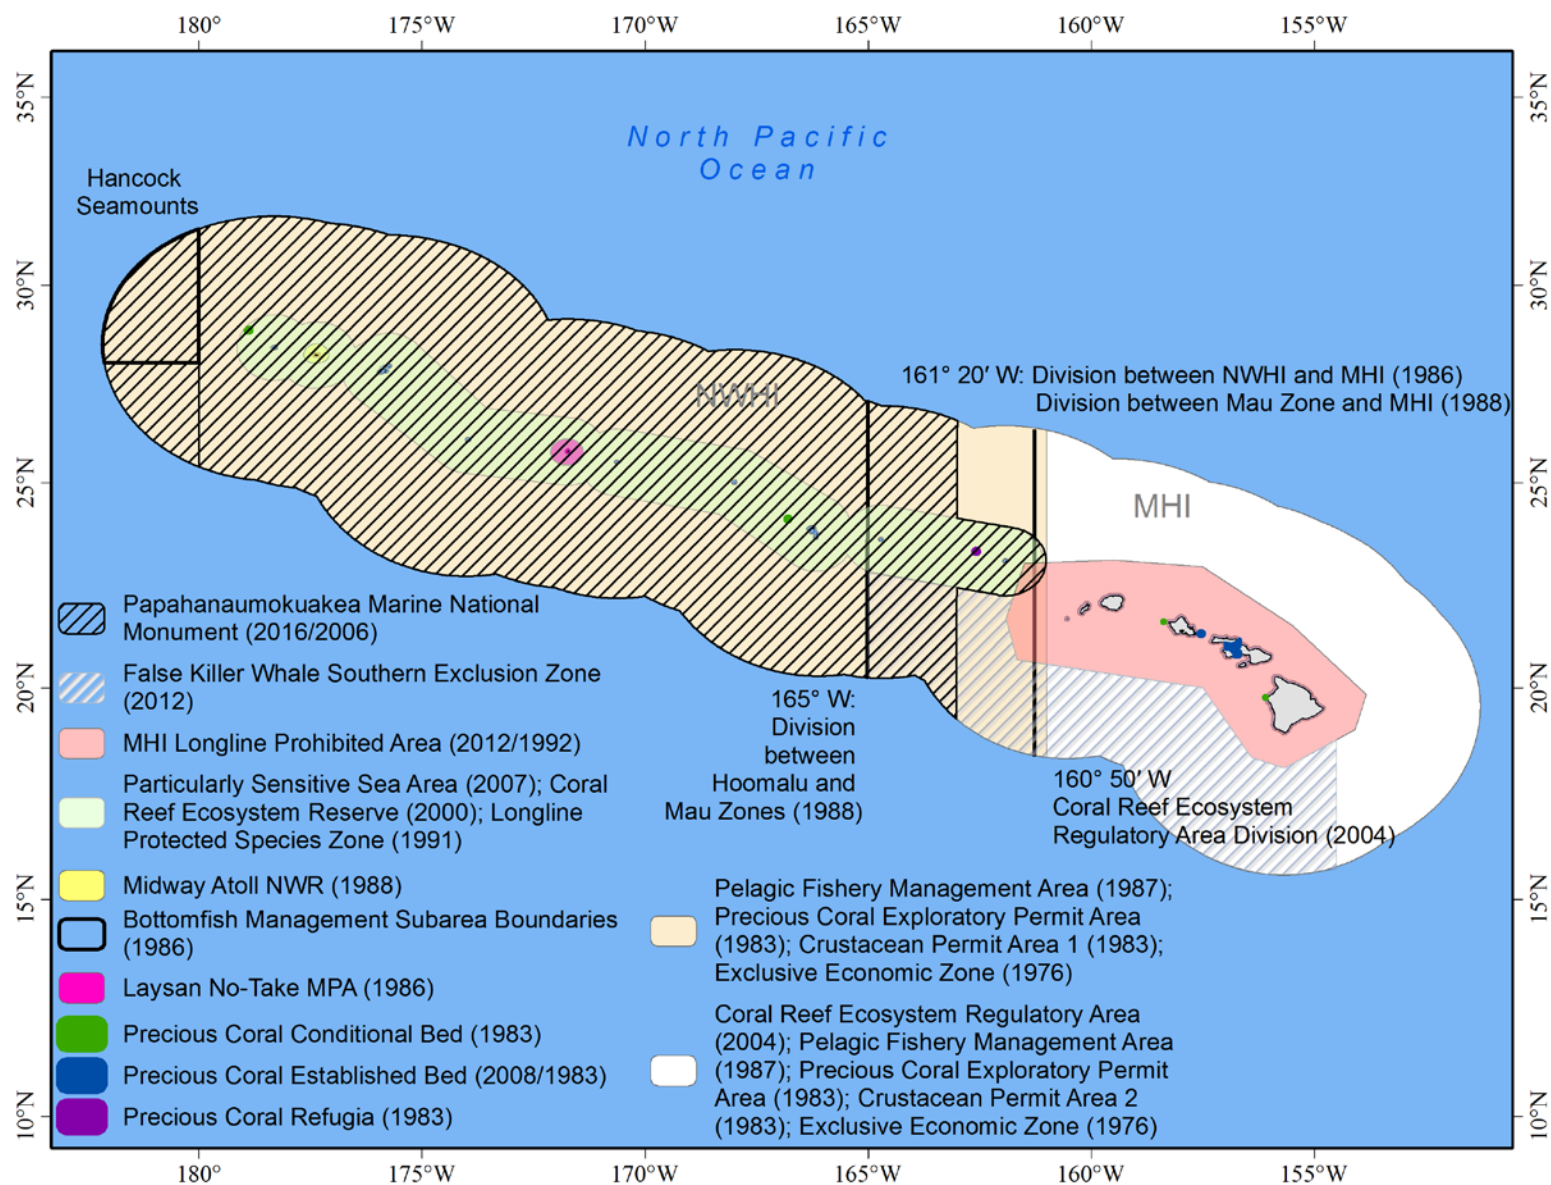 180°
175°W
170°W
165°W
160°W
155°W
35°N
35°N
North Pacific
Ocean
Hancock
Seamounts
30°N
30°N
NWHI
161° 20′ W: Division between NWHI and MHI (1986)
Division between Mau Zone and MHI (1988)
MHI
25°N
25°N
20°N
20°N
165° W:
Division
between
Hoomalu and
Mau Zones (1988)
160° 50′ W
Coral Reef Ecosystem
Regulatory Area Division (2004)
15°N
15°N
10°N
10°N
Papahanaumokuakea Marine National
Monument (2016/2006)
False Killer Whale Southern Exclusion Zone
(2012)
MHI Longline Prohibited Area (2012/1992)
Particularly Sensitive Sea Area (2007); Coral
Reef Ecosystem Reserve (2000); Longline
Protected Species Zone (1991)
Midway Atoll NWR (1988)
Bottomfish Management Subarea Boundaries
(1986)
Laysan No-Take MPA (1986)
Precious Coral Conditional Bed (1983)
Precious Coral Established Bed (2008/1983)
Precious Coral Refugia (1983)
Pelagic Fishery Management Area (1987);
Precious Coral Exploratory Permit Area
(1983); Crustacean Permit Area 1 (1983);
Exclusive Economic Zone (1976)
Coral Reef Ecosystem Regulatory Area
(2004); Pelagic Fishery Management Area
(1987); Precious Coral Exploratory Permit
Area (1983); Crustacean Permit Area 2
(1983); Exclusive Economic Zone (1976)
180°
175°W
170°W
165°W
160°W
155°W